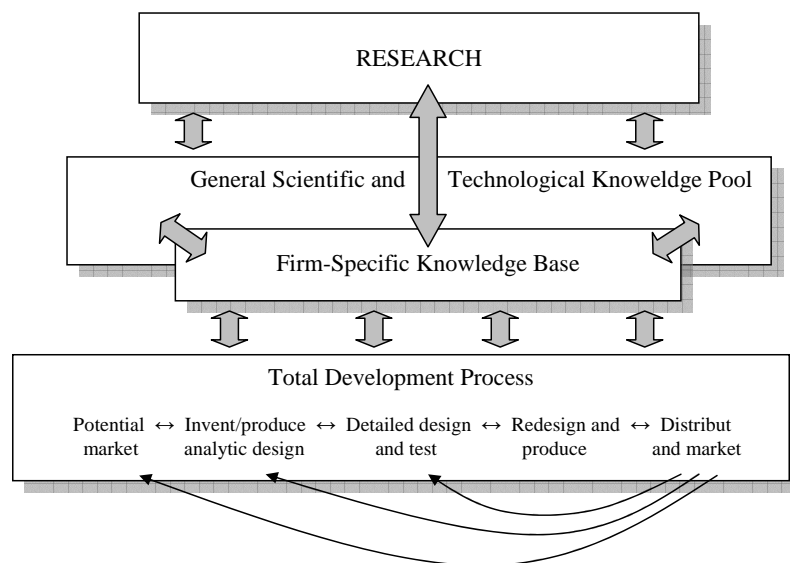 RESEARCH
General Scientific and Technological Knoweldge Pool
Firm-Specific Knowledge Base
Total Development Process
Potential ↔ Invent/produce ↔ Detailed design ↔ Redesign and ↔ Distribut
market analytic design and test produce and market